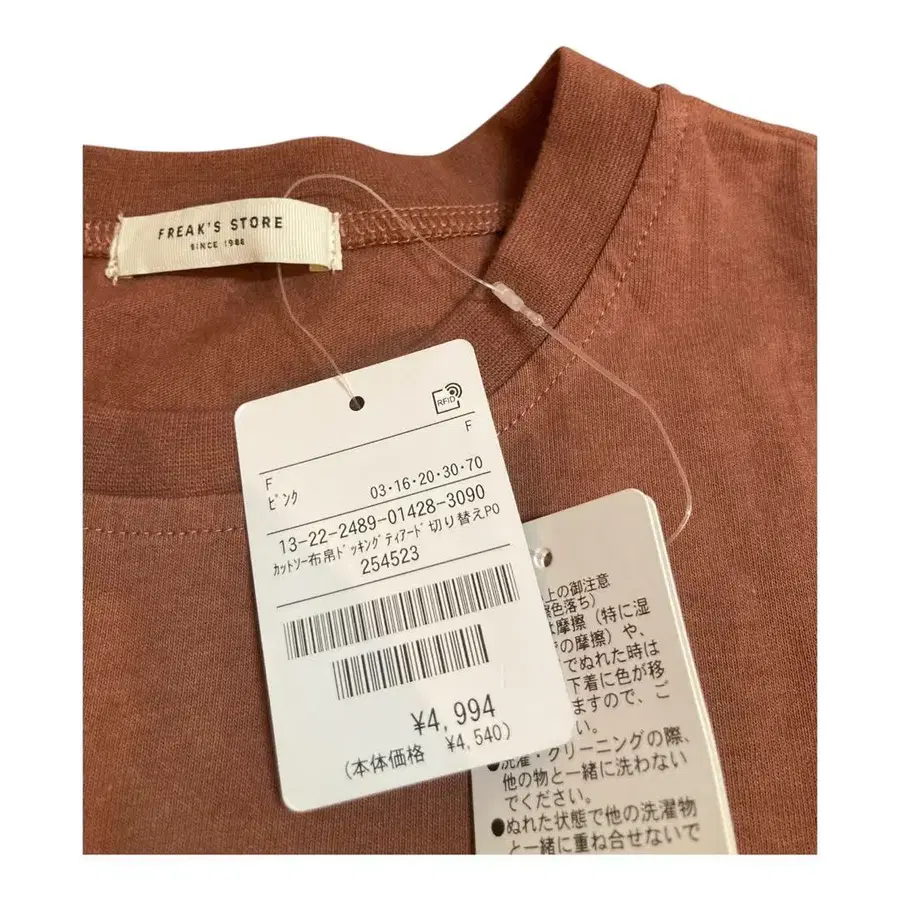 FREAK'S STORE
SINCE 1986
RFID
F
F
ピンク 03・16・20・30・70
13-22-2489-01428-3090
カットソー布帛ドッキングティアード切り替えPO
254523
¥4,994
(本体価格 ¥4,540)
上の御注意
色落ち)
摩擦(特に湿
の摩擦)や、
でぬれた時は
下着に色が移
ますので、ご
い。
●洗濯・クリーニングの際、
他の物と一緒に洗わない
でください。
●ぬれた状態で他の洗濯物
と一緒に重ね合せないで